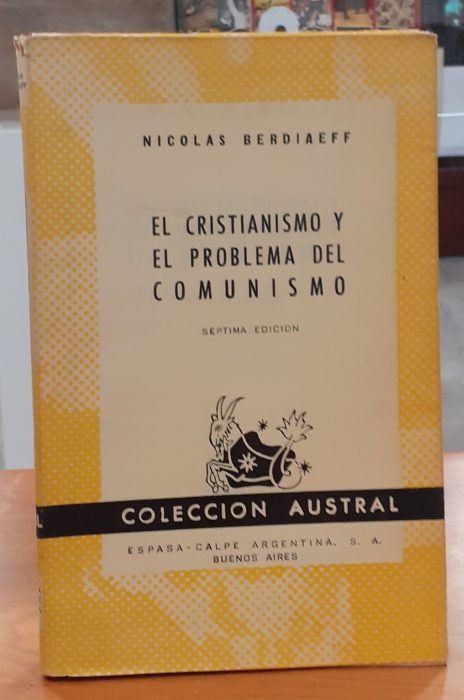 NICOLAS BERDIAEFF
EL CRISTIANISMO Y
EL PROBLEMA DEL
COMUNISMO
SEPTIMA EDICION
COLECCION AUSTRAL
ESPASA-CALPE ARGENTINA, S. A.
BUENOS AIRES